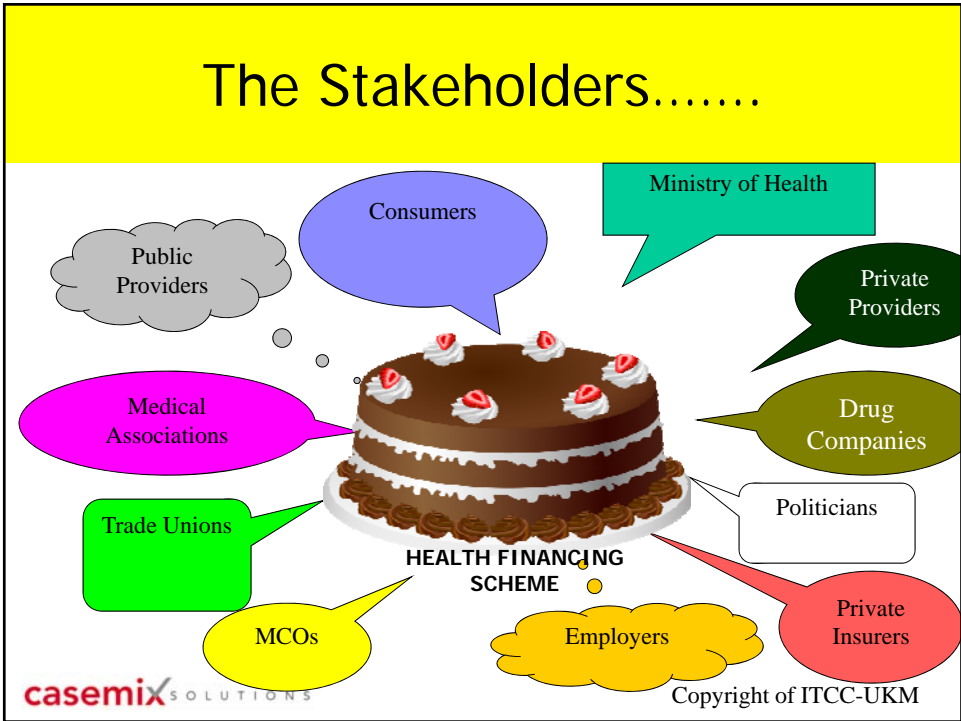 The Stakeholders.......
Ministry of Health
Consumers
Public
Providers
Private
Providers
Medical
Associations
Drug
Companies
Trade Unions
Politicians
HEALTH FINANCING
SCHEME
MCOs
Employers
Private
Insurers
casemix SOLUTIONS
Copyright of ITCC-UKM